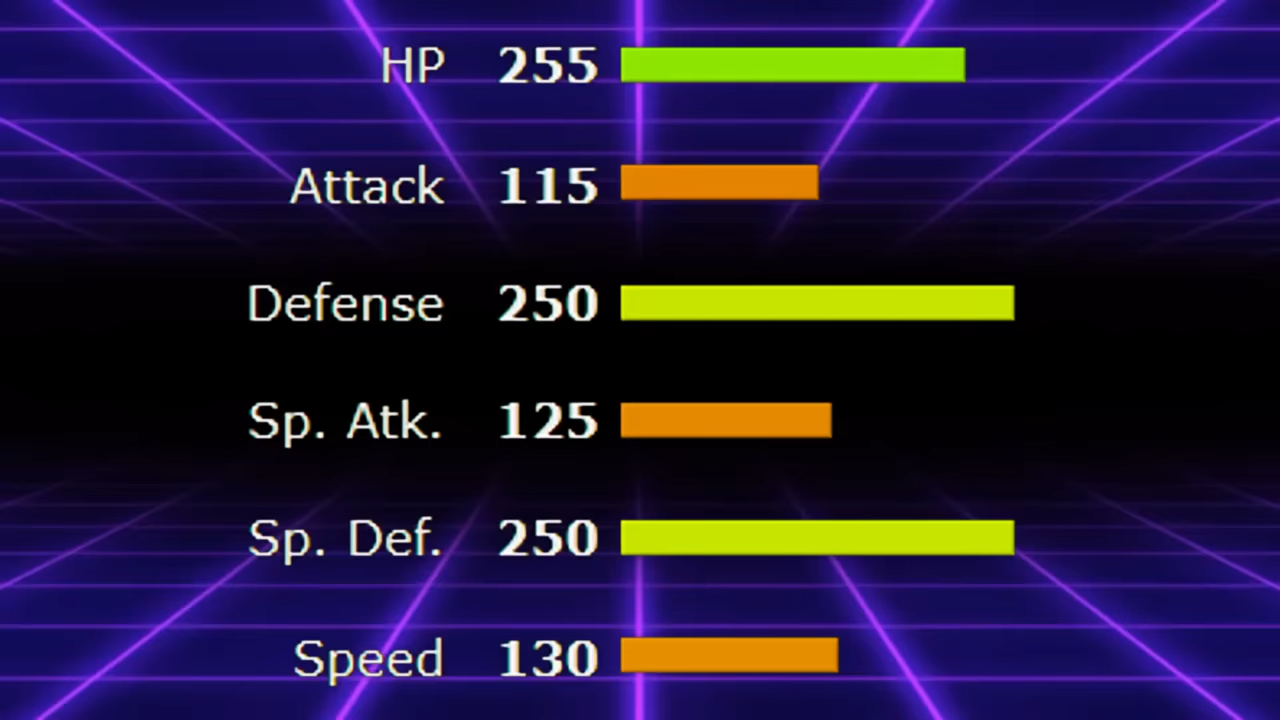 HP 255
Attack 115
Defense 250
Sp. Atk. 125
Sp. Def. 250
Speed 130